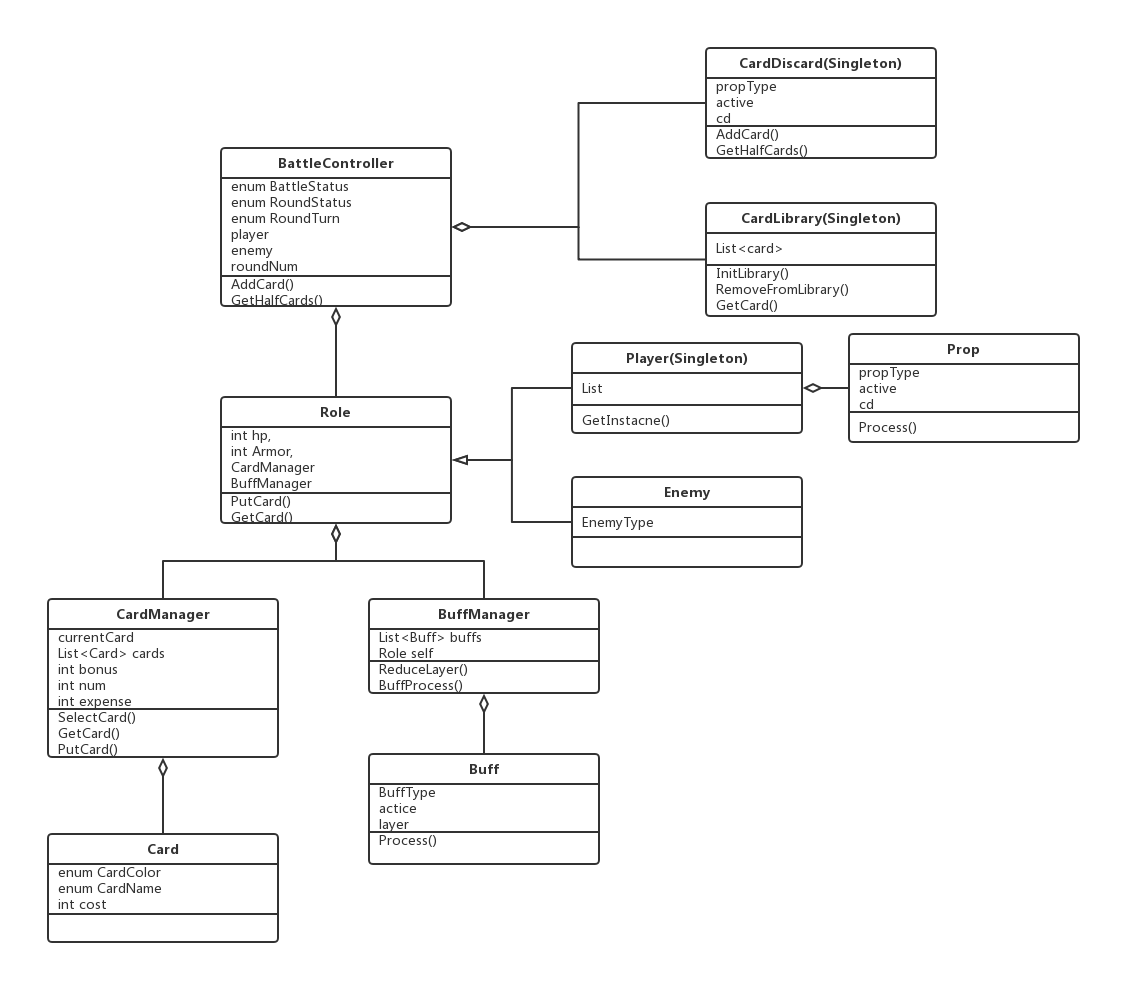 CardDiscard(Singleton)
propType
active
cd
AddCard()
GetHalfCards()
BattleController
enum BattleStatus
enum RoundStatus
enum RoundTurn
player
enemy
roundNum
AddCard()
GetHalfCards()
CardLibrary(Singleton)
List<card>
InitLibrary()
RemoveFromLibrary()
GetCard()
Player(Singleton)
List
GetInstacne()
Prop
propType
active
cd
Process()
Role
int hp,
int Armor,
CardManager
BuffManager
PutCard()
GetCard()
Enemy
EnemyType
CardManager
currentCard
List<Card> cards
int bonus
int num
int expense
SelectCard()
GetCard()
PutCard()
BuffManager
List<Buff> buffs
Role self
ReduceLayer()
BuffProcess()
Buff
BuffType
actice
layer
Process()
Card
enum CardColor
enum CardName
int cost